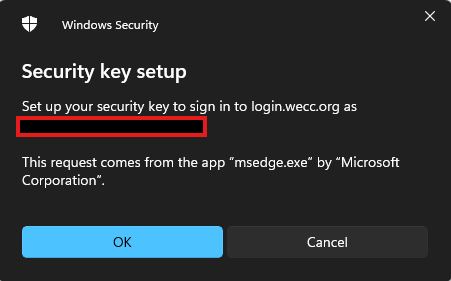 Windows Security
Security key setup
Set up your security key to sign in to login.wecc.org as
This request comes from the app "msedge.exe" by "Microsoft
Corporation".
OK
Cancel